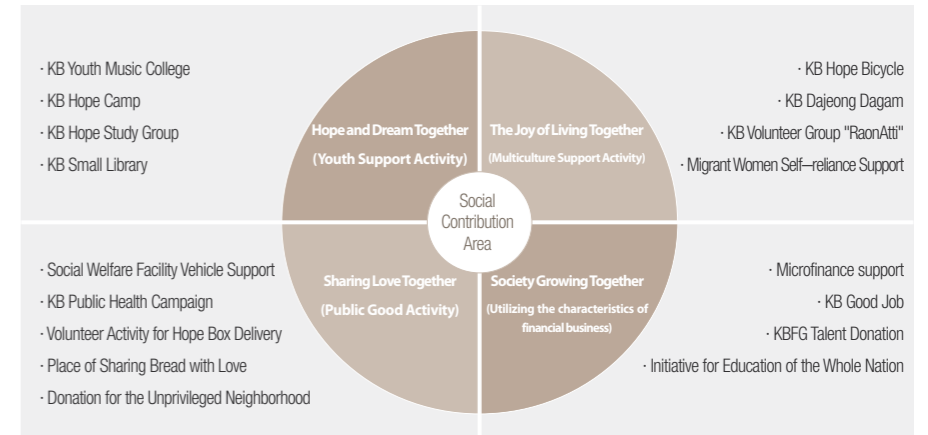 · KB Youth Music College
· KB Hope Camp
· KB Hope Study Group
· KB Small Library
Hope and Dream Together
(Youth Support Activity)
The Joy of Living Together
(Multiculture Support Activity)
· KB Hope Bicycle
· KB Dajeong Dagam
· KB Volunteer Group "RaonAtti"
· Migrant Women Self–reliance Support
Social
Contribution
Area
· Social Welfare Facility Vehicle Support
· KB Public Health Campaign
· Volunteer Activity for Hope Box Delivery
· Place of Sharing Bread with Love
· Donation for the Unprivileged Neighborhood
Sharing Love Together
(Public Good Activity)
Society Growing Together
(Utilizing the characteristics of
financial business)
· Microfinance support
· KB Good Job
· KBFG Talent Donation
· Initiative for Education of the Whole Nation